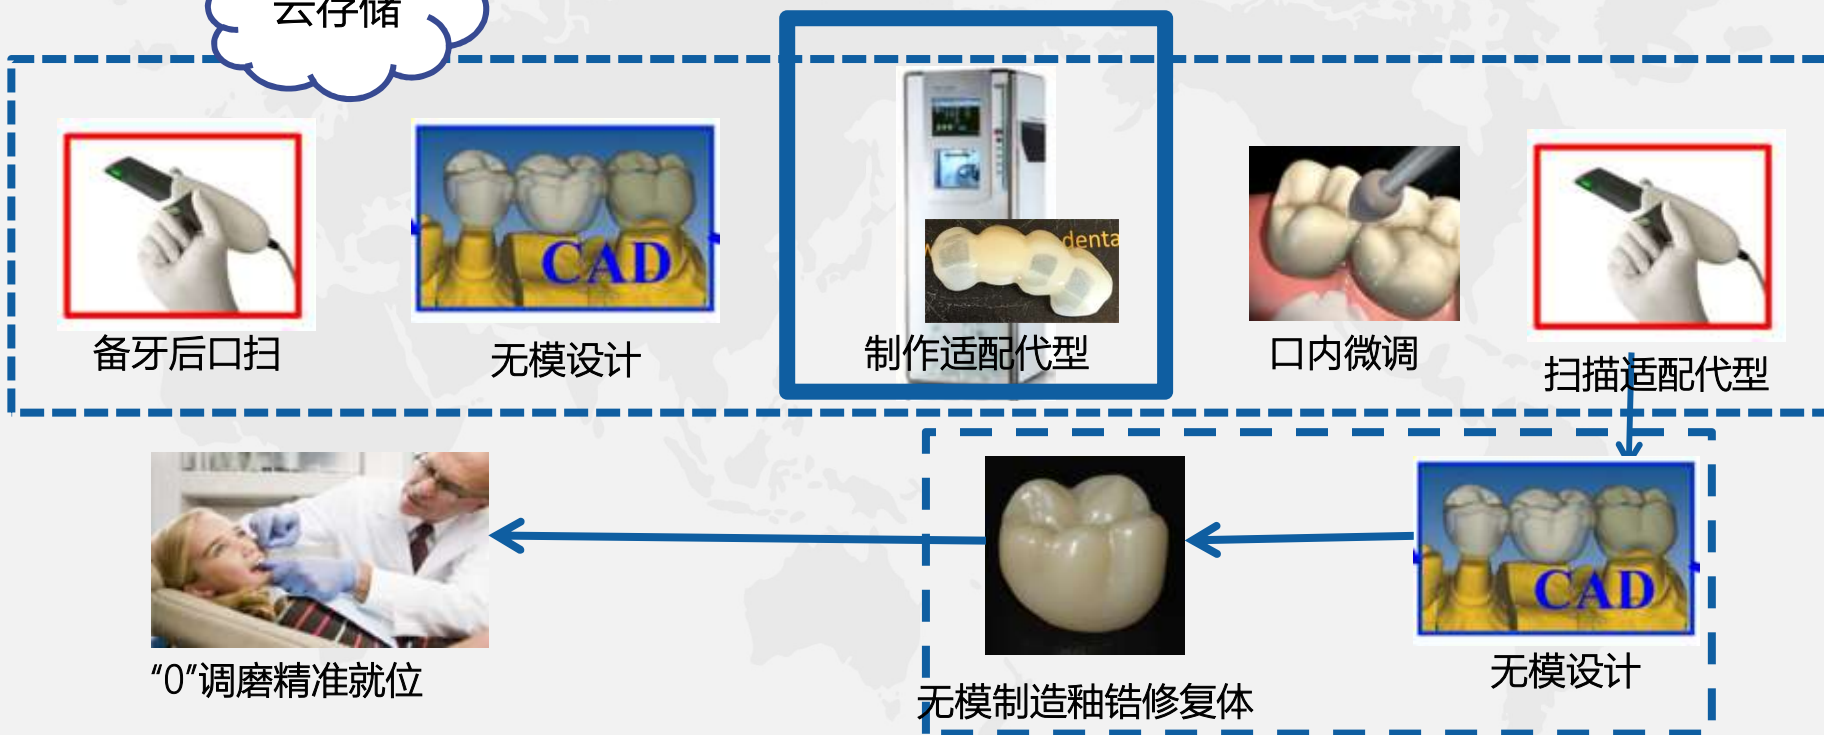 云存储
CAD
denta
备牙后口扫
无模设计
制作适配代型
口内微调
扫描适配代型
CAD
"0"调磨精准就位
无模制造釉锆修复体
无模设计